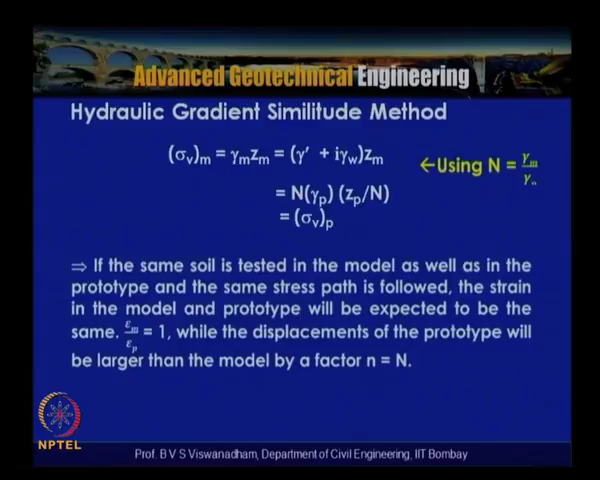 Advanced Geotechnical Engineering
Hydraulic Gradient Similitude Method
(σᵥ)ₘ = γₘzₘ = (γ′ + iγ_w)zₘ
←Using N = γₘ/γₚ
= N(γₚ) (zₚ/N)
= (σᵥ)ₚ
⇒ If the same soil is tested in the model as well as in the
prototype and the same stress path is followed, the strain
in the model and prototype will be expected to be the
same. εₘ/εₚ = 1, while the displacements of the prototype will
be larger than the model by a factor n = N.
NPTEL
Prof. B V S Viswanadham, Department of Civil Engineering, IIT Bombay